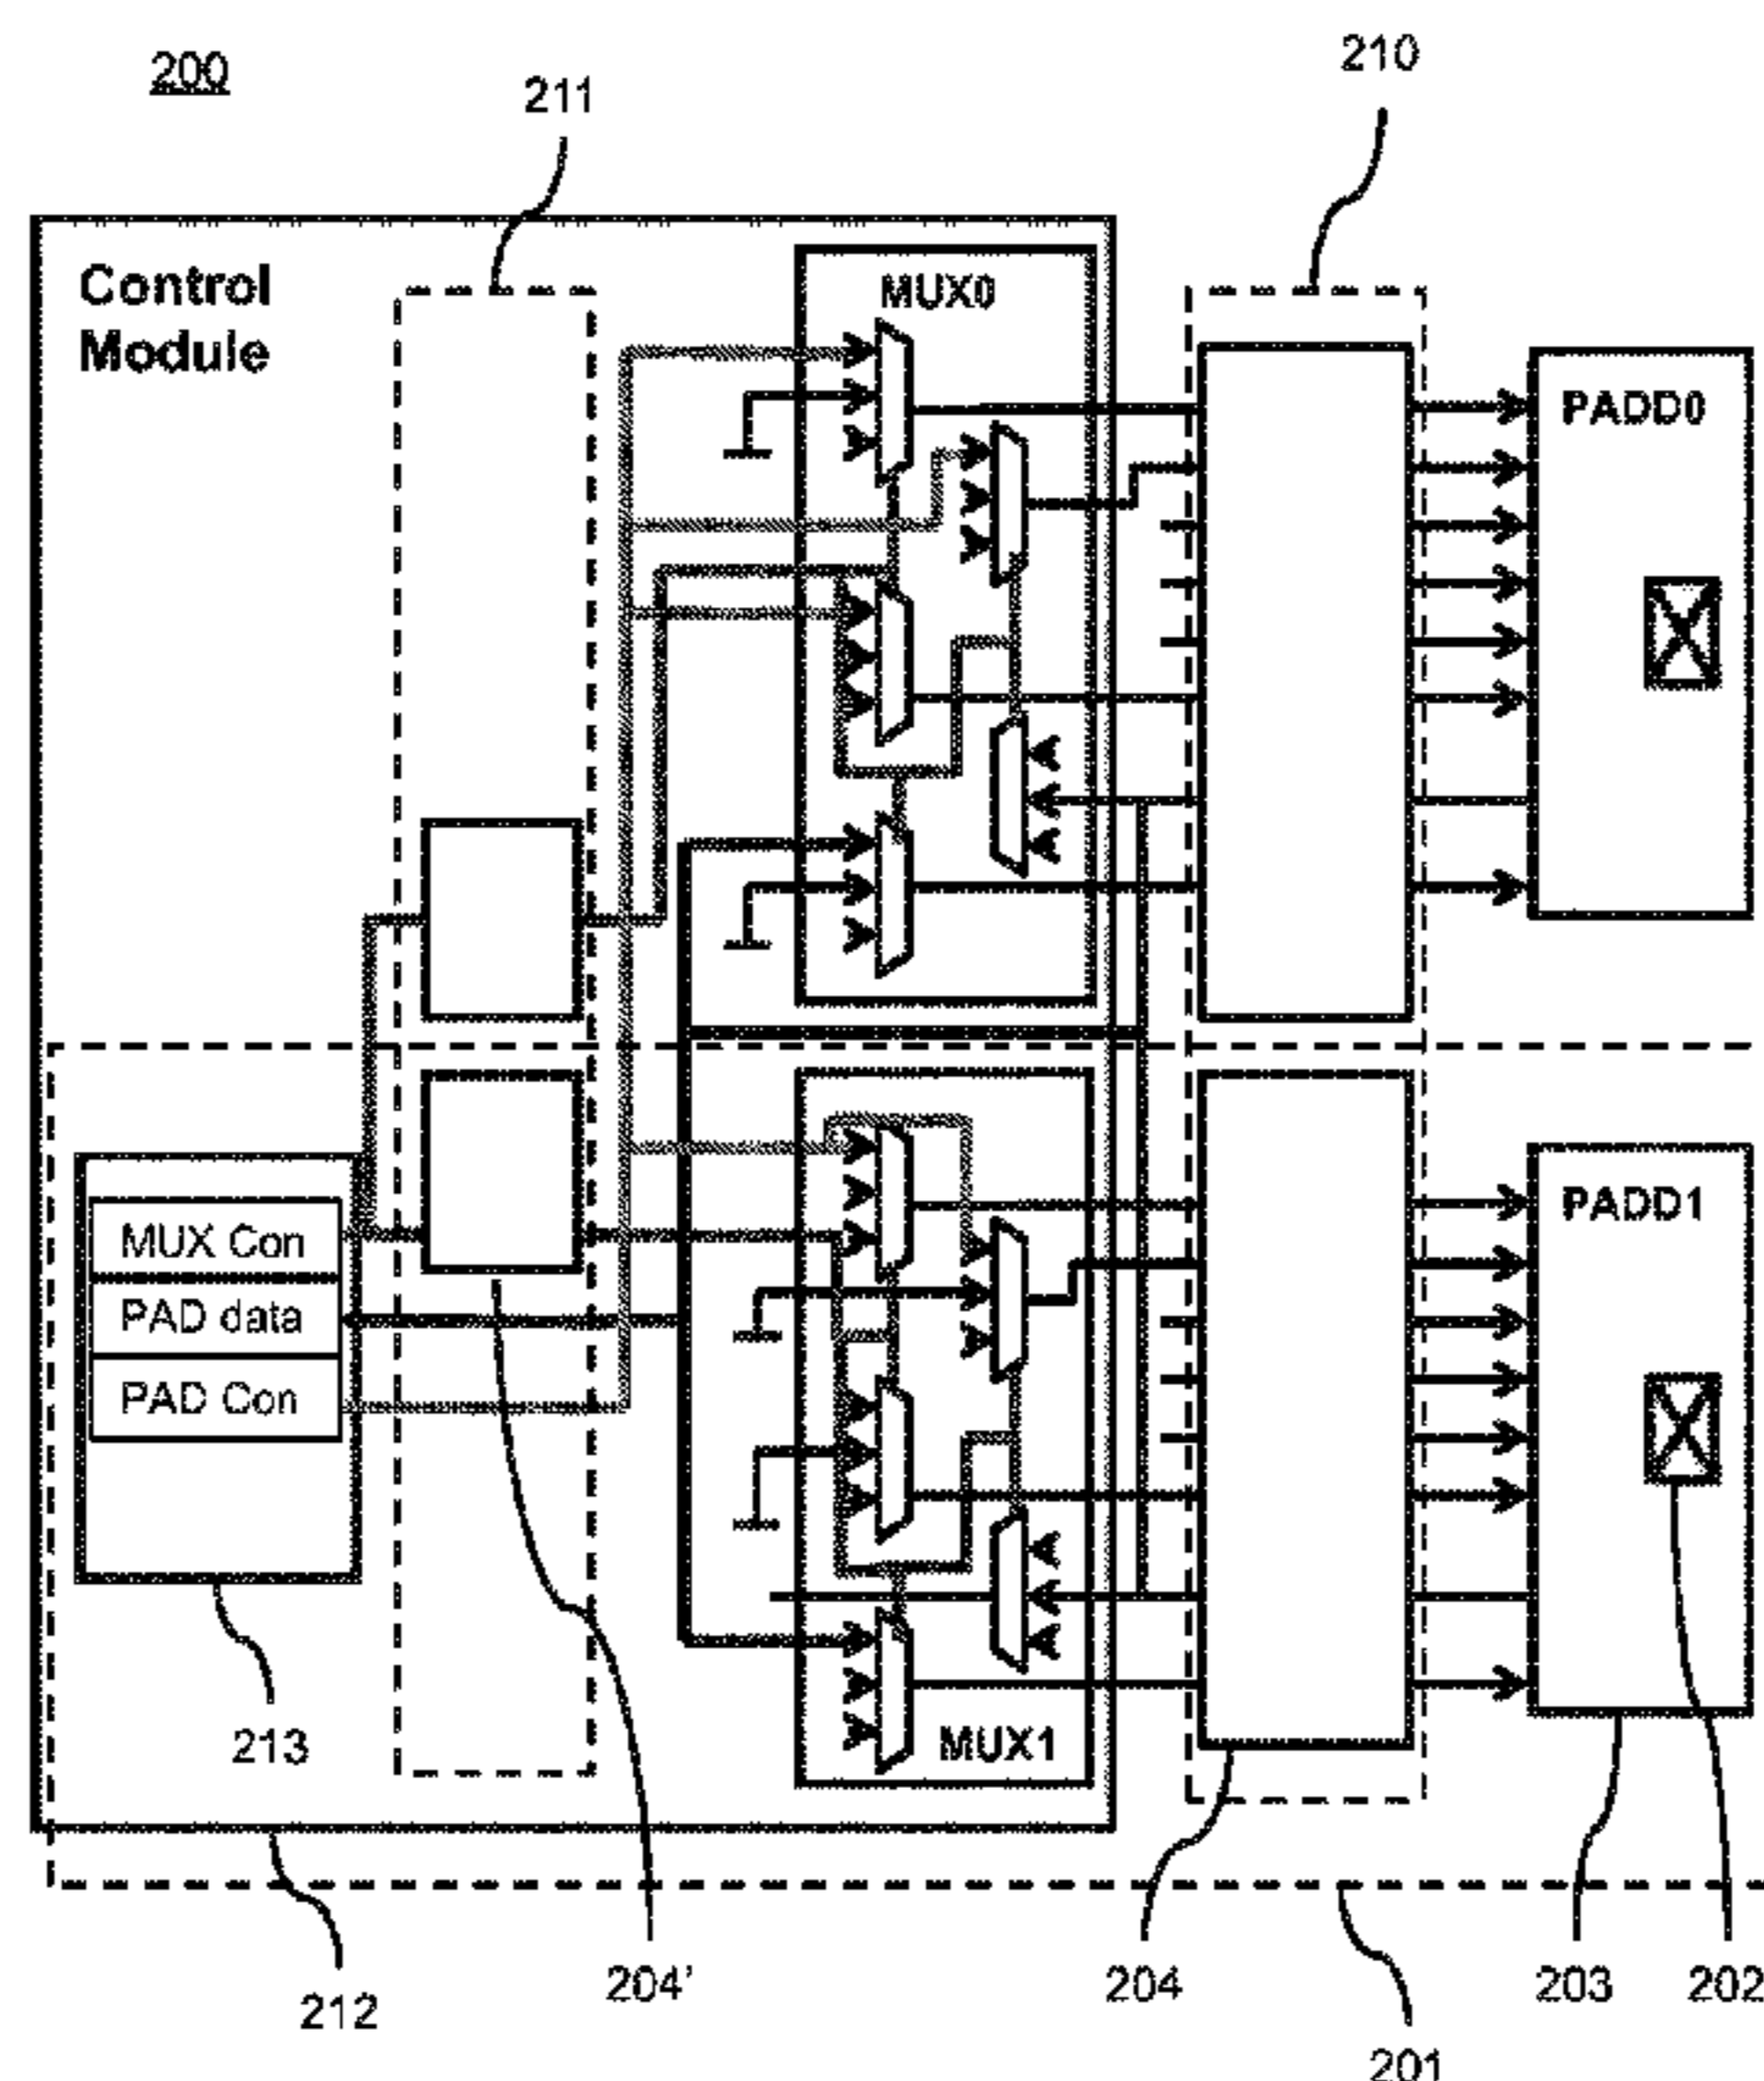 200
211
210
Control
Module
MUX0
PADD0
MUX Con
PAD data
PAD Con
PADD1
MUX1
213
212
204'
204
203
202
201